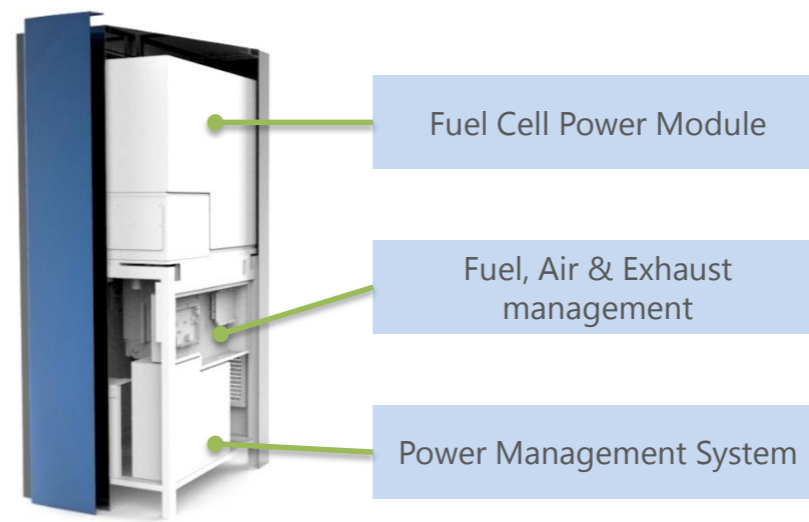 Fuel Cell Power Module
Fuel, Air & Exhaust
management
Power Management System